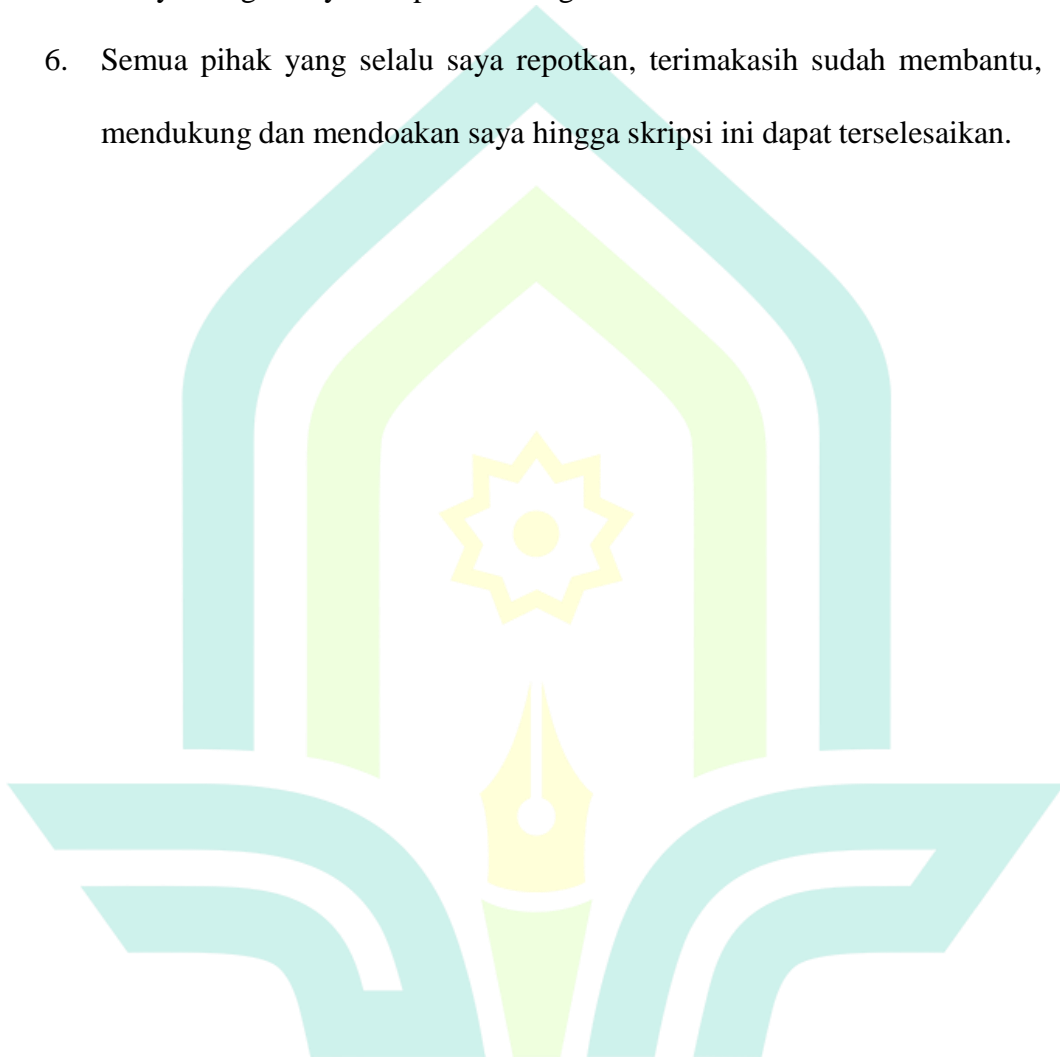 6. Semua pihak yang selalu saya repotkan, terimakasih sudah membantu,
mendukung dan mendoakan saya hingga skripsi ini dapat terselesaikan.